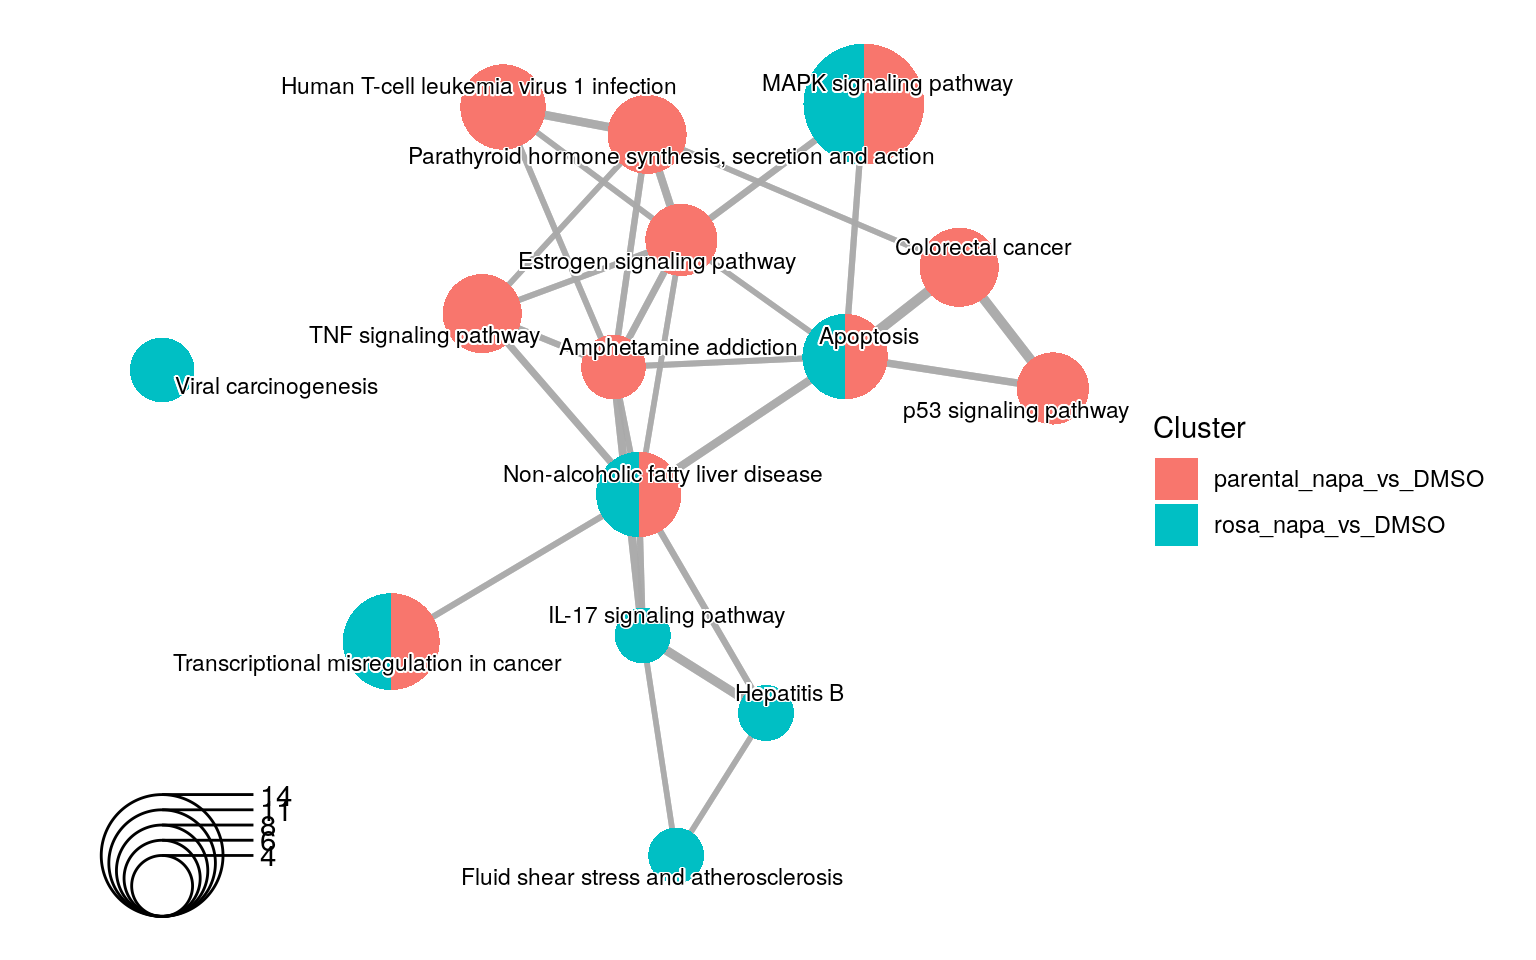 Human T-cell leukemia virus 1 infection
MAPK signaling pathway
Parathyroid hormone synthesis, secretion and action
Colorectal cancer
Estrogen signaling pathway
TNF signaling pathway
Apoptosis
Amphetamine addiction
Viral carcinogenesis
p53 signaling pathway
Cluster
parental_napa_vs_DMSO
rosa_napa_vs_DMSO
Non-alcoholic fatty liver disease
IL-17 signaling pathway
Transcriptional misregulation in cancer
Hepatitis B
14
11
8
6
4
Fluid shear stress and atherosclerosis